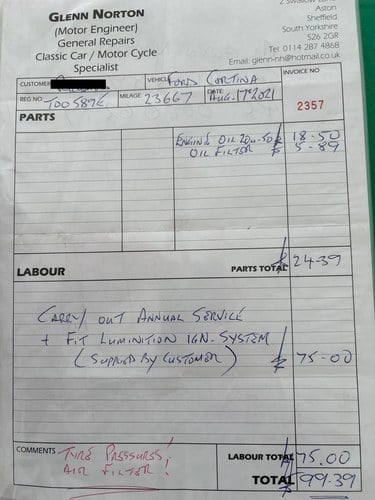 GLENN NORTON
(Motor Engineer)
General Repairs
Classic Car / Motor Cycle
Specialist
Aston
Sheffield
South Yorkshire
S26 2GR
Tel 0114 287 4868
Email: glenn-nh@hotmail.co.uk
CUSTOMER
VEHICLE FORD CORTINA
INVOICE NO
REG NO. TOO 589E MILAGE 23667 DATE AUG. 17th 2021
2357
PARTS
ENGINE OIL 20W-50 £ 18.50
OIL FILTER £ 5-89
PARTS TOTAL £ 24-39
LABOUR
CARRY OUT ANNUAL SERVICE
+ FIT LUMINITION IGN. SYSTEM
(SUPPLIED BY CUSTOMER) £ 75-00
COMMENTS TYRE PRESSURES!
AIR FILTER!
LABOUR TOTAL £ 75.00
TOTAL £ 99.39